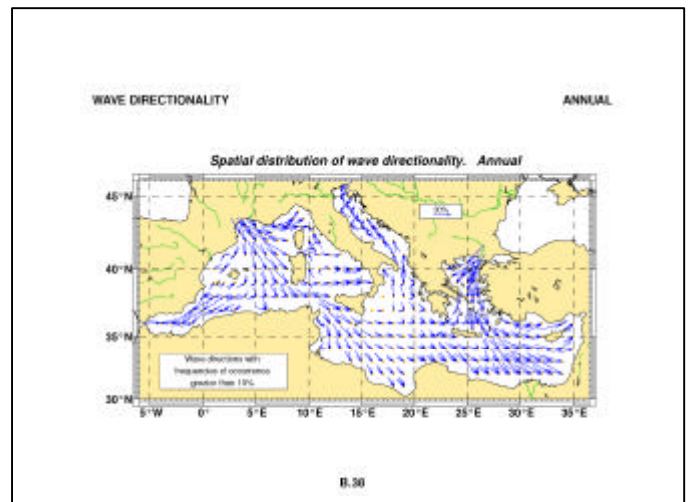 WAVE DIRECTIONALITY
ANNUAL
Spatial distribution of wave directionality. Annual
45°N
40°N
35°N
30°N
Wave directions with
frequencies of occurrence
greater than 10%
5°W 0° 5°E 10°E 15°E 20°E 25°E 30°E 35°E
B.38